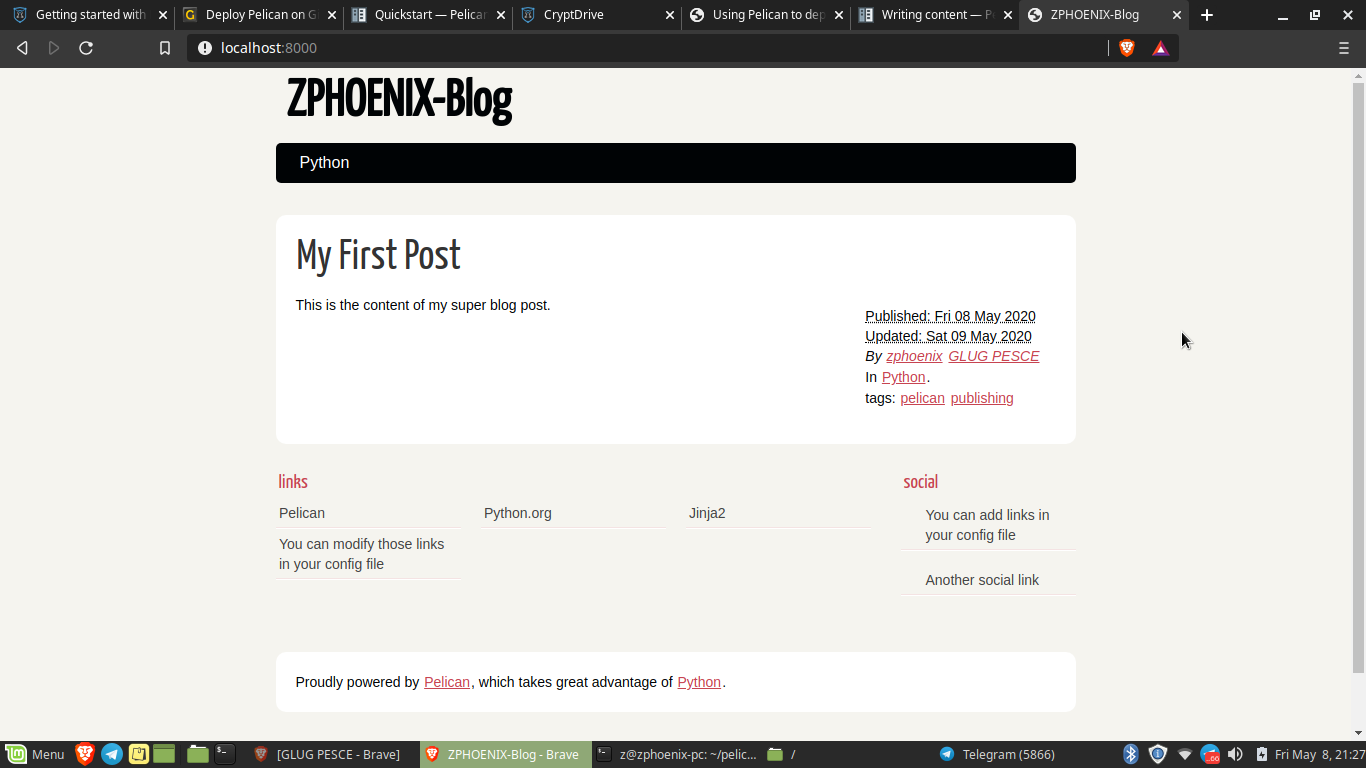 Getting started with
Deploy Pelican on G
Quickstart — Pelican
CryptDrive
Using Pelican to dep
Writing content — P
ZPHOENIX-Blog
localhost:8000
ZPHOENIX-Blog
Python
My First Post
This is the content of my super blog post.
Published: Fri 08 May 2020
Updated: Sat 09 May 2020
By zphoenix GLUG PESCE
In Python.
tags: pelican publishing
links
Pelican
Python.org
Jinja2
You can modify those links
in your config file
social
You can add links in
your config file
Another social link
Proudly powered by Pelican, which takes great advantage of Python.
Menu
[GLUG PESCE - Brave]
ZPHOENIX-Blog - Brave
z@zphoenix-pc: ~/pelic...
/
Telegram (5866)
Fri May 8, 21:27